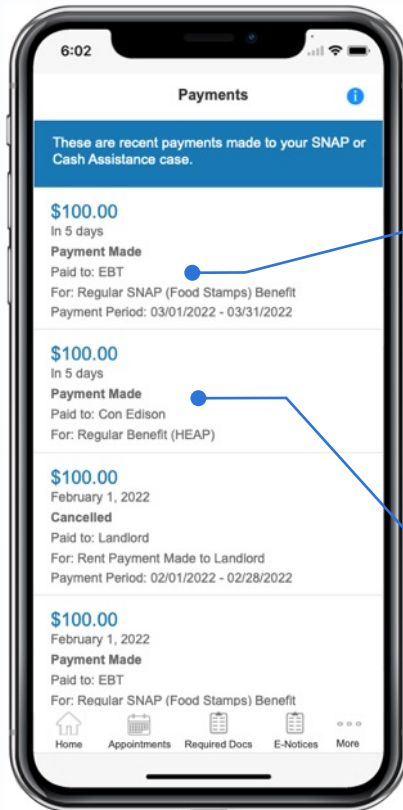 6:02
Payments
These are recent payments made to your SNAP or
Cash Assistance case.
$100.00
In 5 days
Payment Made
Paid to: EBT
For: Regular SNAP (Food Stamps) Benefit
Payment Period: 03/01/2022 - 03/31/2022
$100.00
In 5 days
Payment Made
Paid to: Con Edison
For: Regular Benefit (HEAP)
$100.00
February 1, 2022
Cancelled
Paid to: Landlord
For: Rent Payment Made to Landlord
Payment Period: 02/01/2022 - 02/28/2022
$100.00
February 1, 2022
Payment Made
Paid to: EBT
For: Regular SNAP (Food Stamps) Benefit
Home Appointments Required Docs E-Notices More